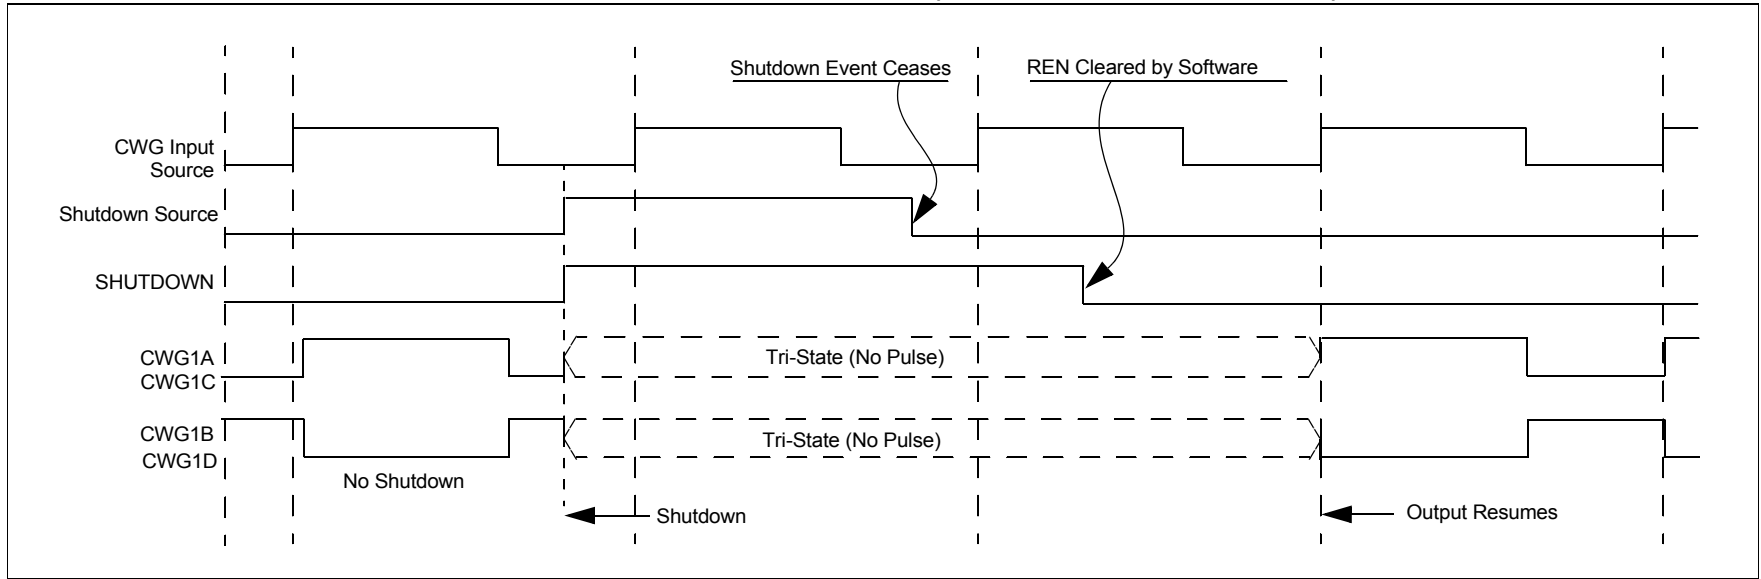 Shutdown Event Ceases
REN Cleared by Software
CWG Input
Source
Shutdown Source
SHUTDOWN
CWG1A
CWG1C
Tri-State (No Pulse)
CWG1B
CWG1D
Tri-State (No Pulse)
No Shutdown
Shutdown
Output Resumes